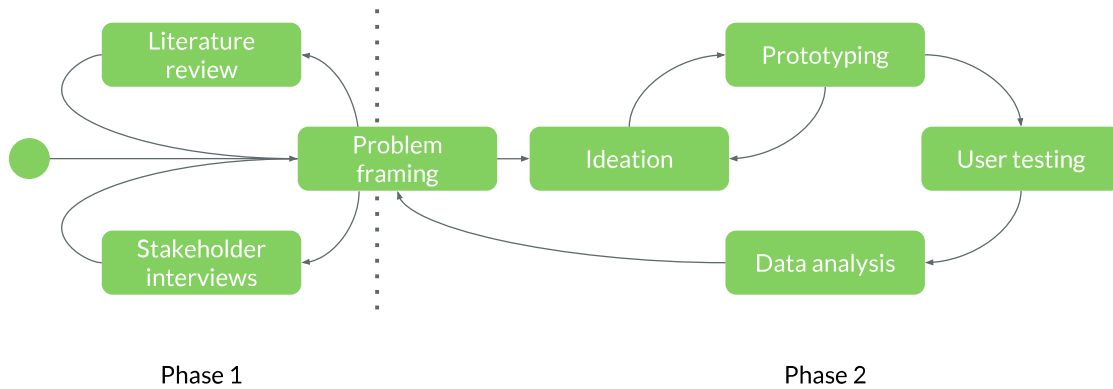 Literature
review
Problem
framing
Stakeholder
interviews
Ideation
Prototyping
User testing
Data analysis
Phase 1
Phase 2